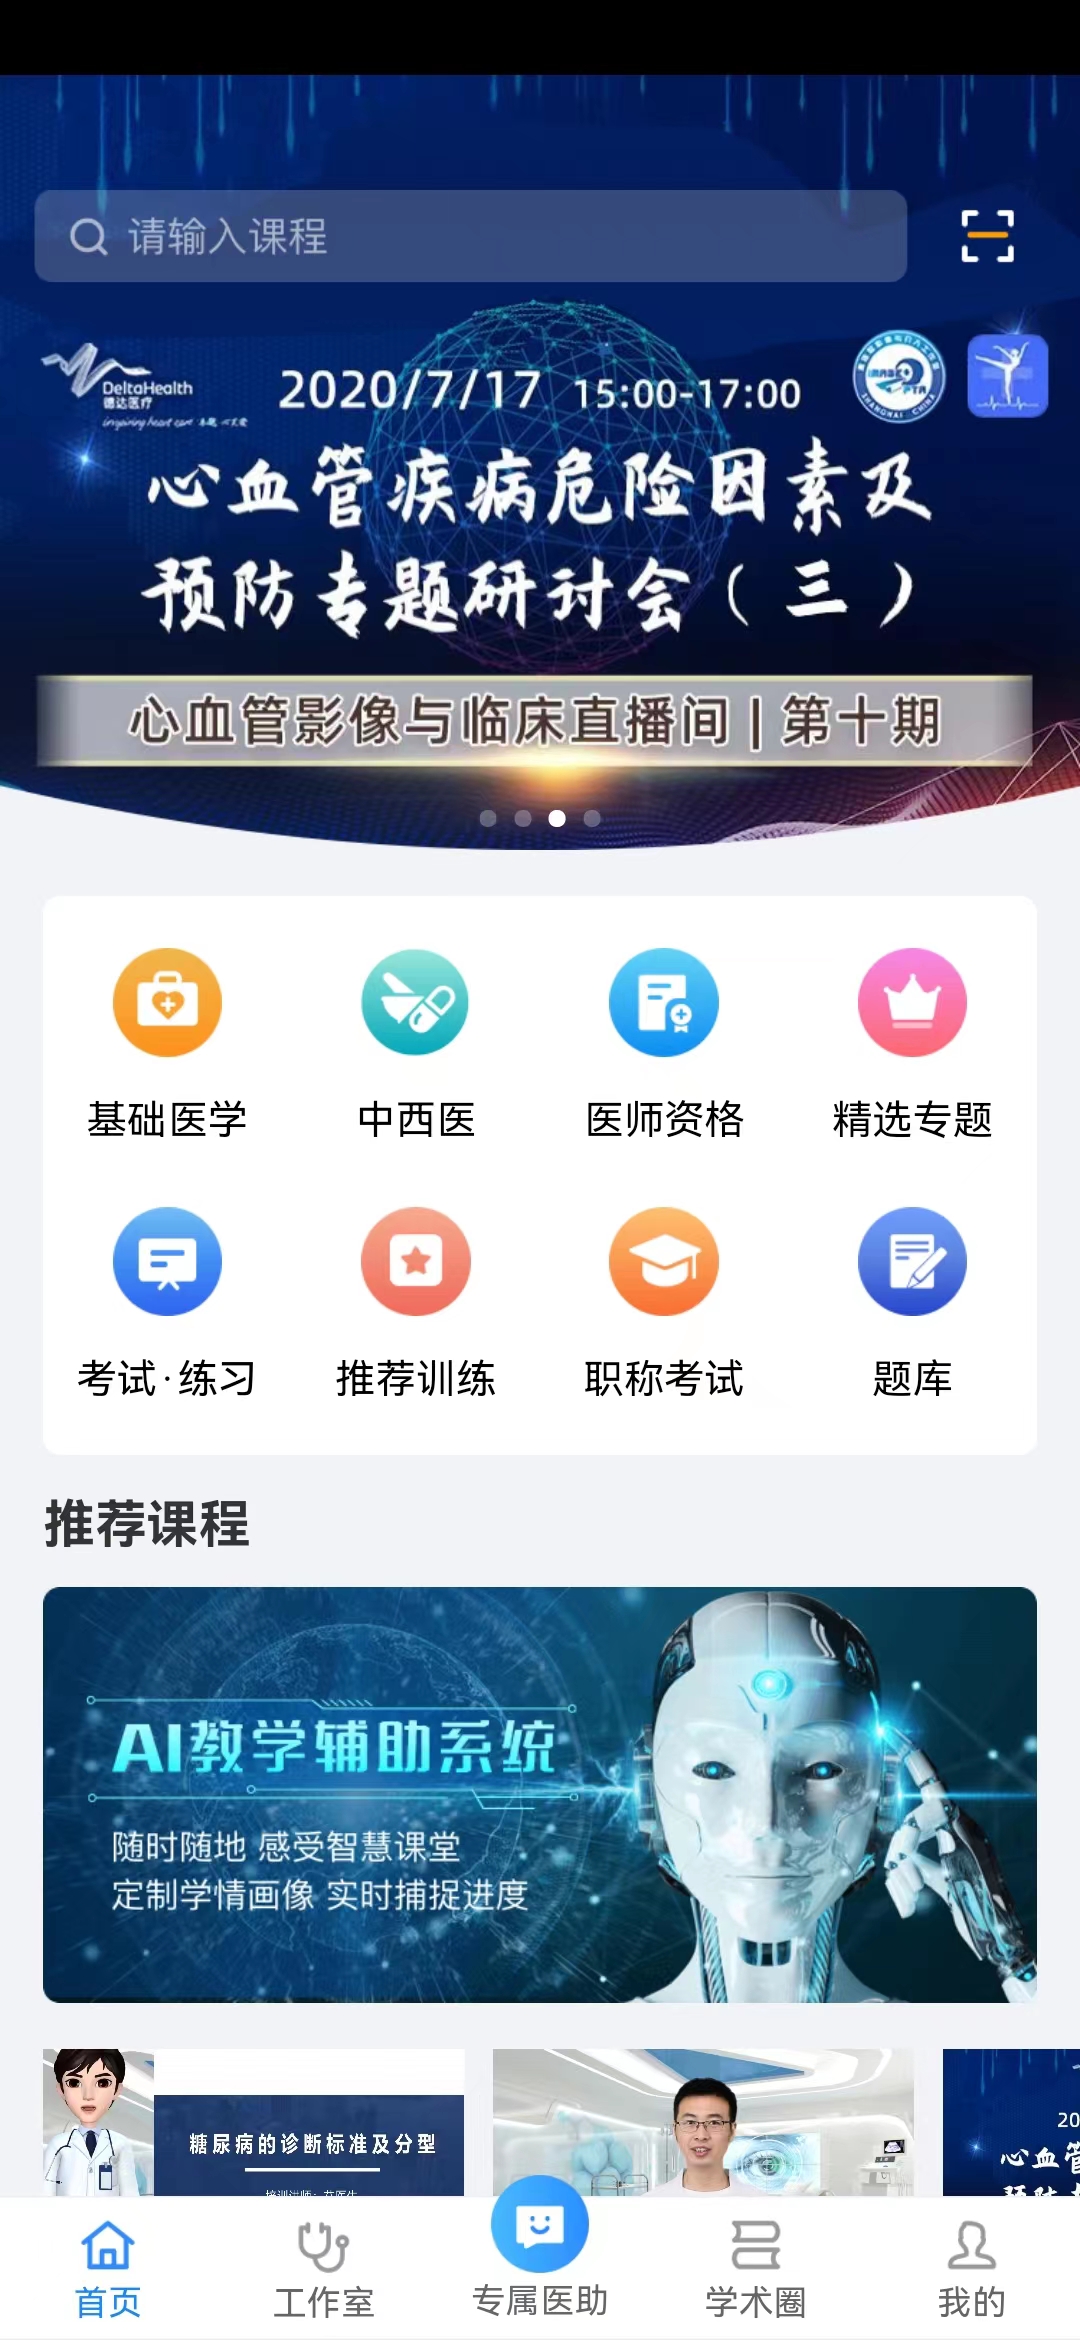 请输入课程
DeltaHealth
德达医疗
2020/7/17 15:00-17:00
心血管疾病危险因素及
预防专题研讨会（三）
心血管影像与临床直播间 | 第十期
基础医学
中西医
医师资格
精选专题
考试·练习
推荐训练
职称考试
题库
推荐课程
AI教学辅助系统
随时随地 感受智慧课堂
定制学情画像 实时捕捉进度
糖尿病的诊断标准及分型
20
心血管
首页
工作室
专属医助
学术圈
我的